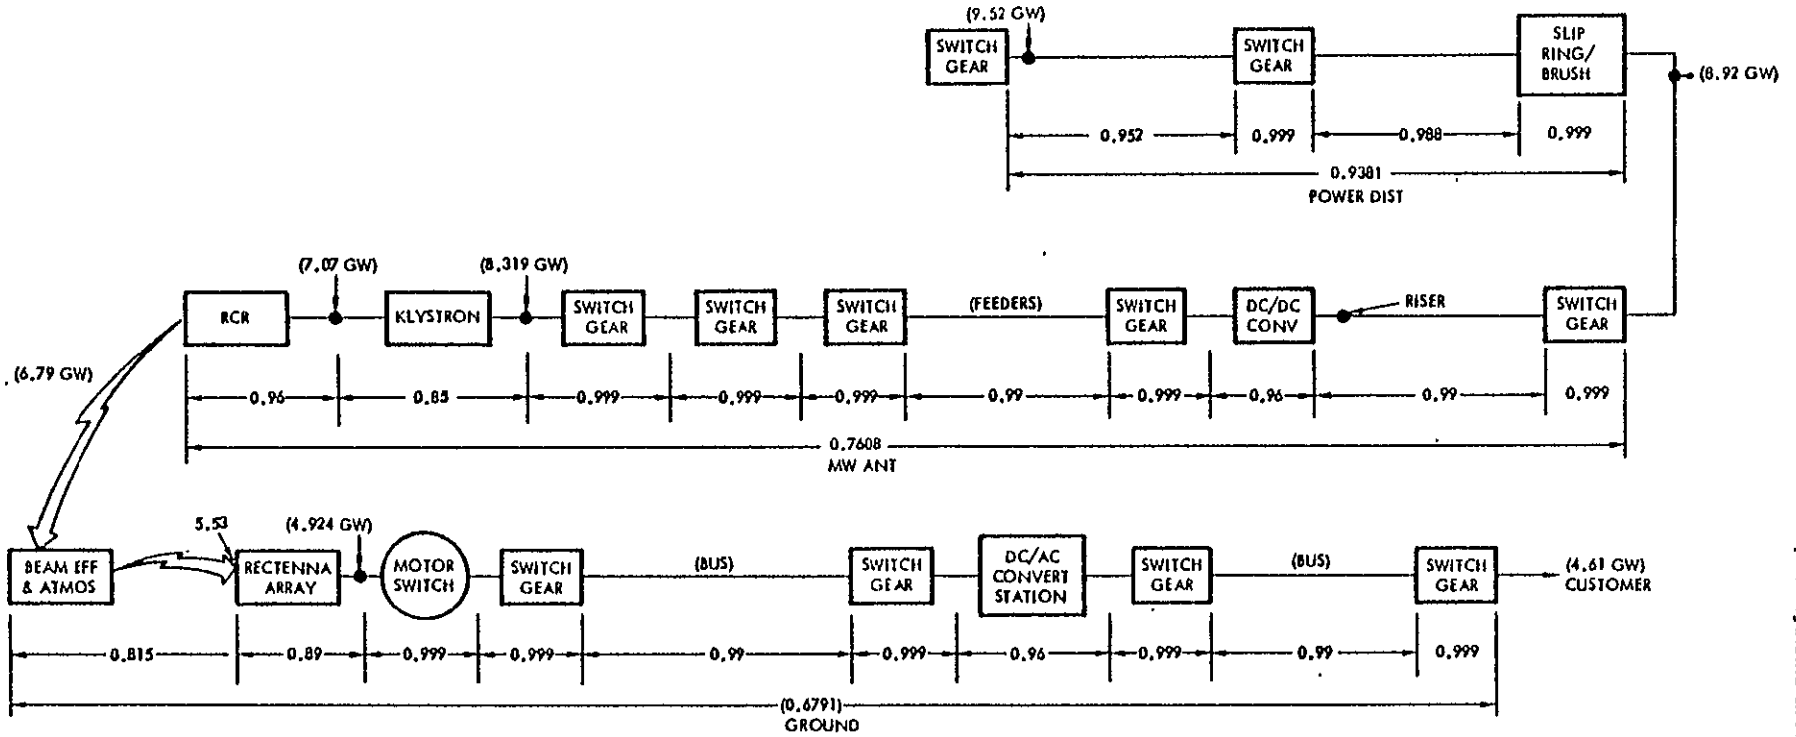 (9.52 GW)
SWITCH
GEAR
SWITCH
GEAR
SLIP
RING/
BRUSH
(8.92 GW)
0.952
0.999
0.988
0.999
0.9381
POWER DIST
(7.07 GW)
(8.319 GW)
RCR
KLYSTRON
SWITCH
GEAR
SWITCH
GEAR
SWITCH
GEAR
(FEEDERS)
SWITCH
GEAR
DC/DC
CONV
RISER
SWITCH
GEAR
(6.79 GW)
0.96
0.85
0.999
0.999
0.999
0.99
0.999
0.96
0.99
0.999
0.7608
MW ANT
5.53
(4.924 GW)
BEAM EFF
& ATMOS
RECTENNA
ARRAY
MOTOR
SWITCH
SWITCH
GEAR
(BUS)
SWITCH
GEAR
DC/AC
CONVERT
STATION
SWITCH
GEAR
(BUS)
SWITCH
GEAR
(4.61 GW)
CUSTOMER
0.815
0.89
0.999
0.999
0.99
0.999
0.96
0.999
0.99
0.999
(0.6791)
GROUND